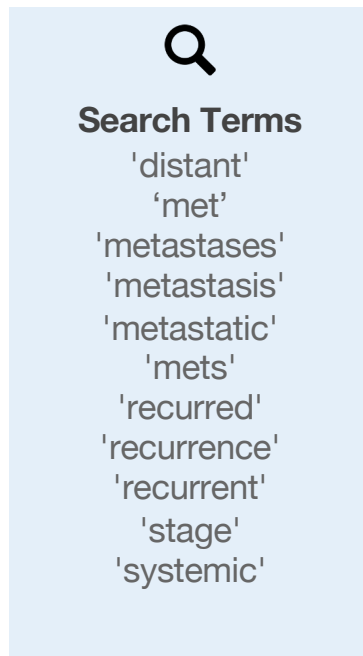 Search Terms
'distant'
‘met’
'metastases'
'metastasis'
'metastatic'
'mets'
'recurred'
'recurrence'
'recurrent'
'stage'
'systemic'